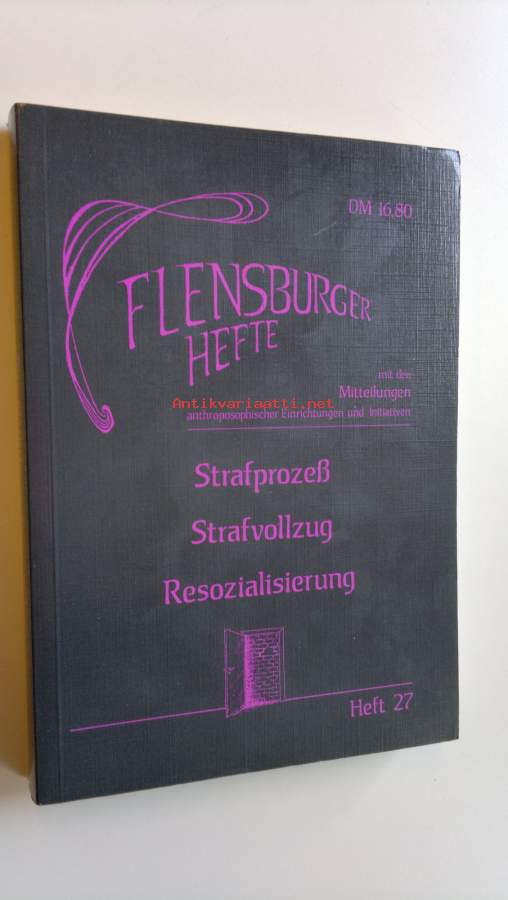 DM 16,80
FLENSBURGER
HEFTE
mit den
Mitteilungen
Antikvariaatti.net
anthroposophischer Einrichtungen und Initiativen
Strafprozeß
Strafvollzug
Resozialisierung
Heft 27